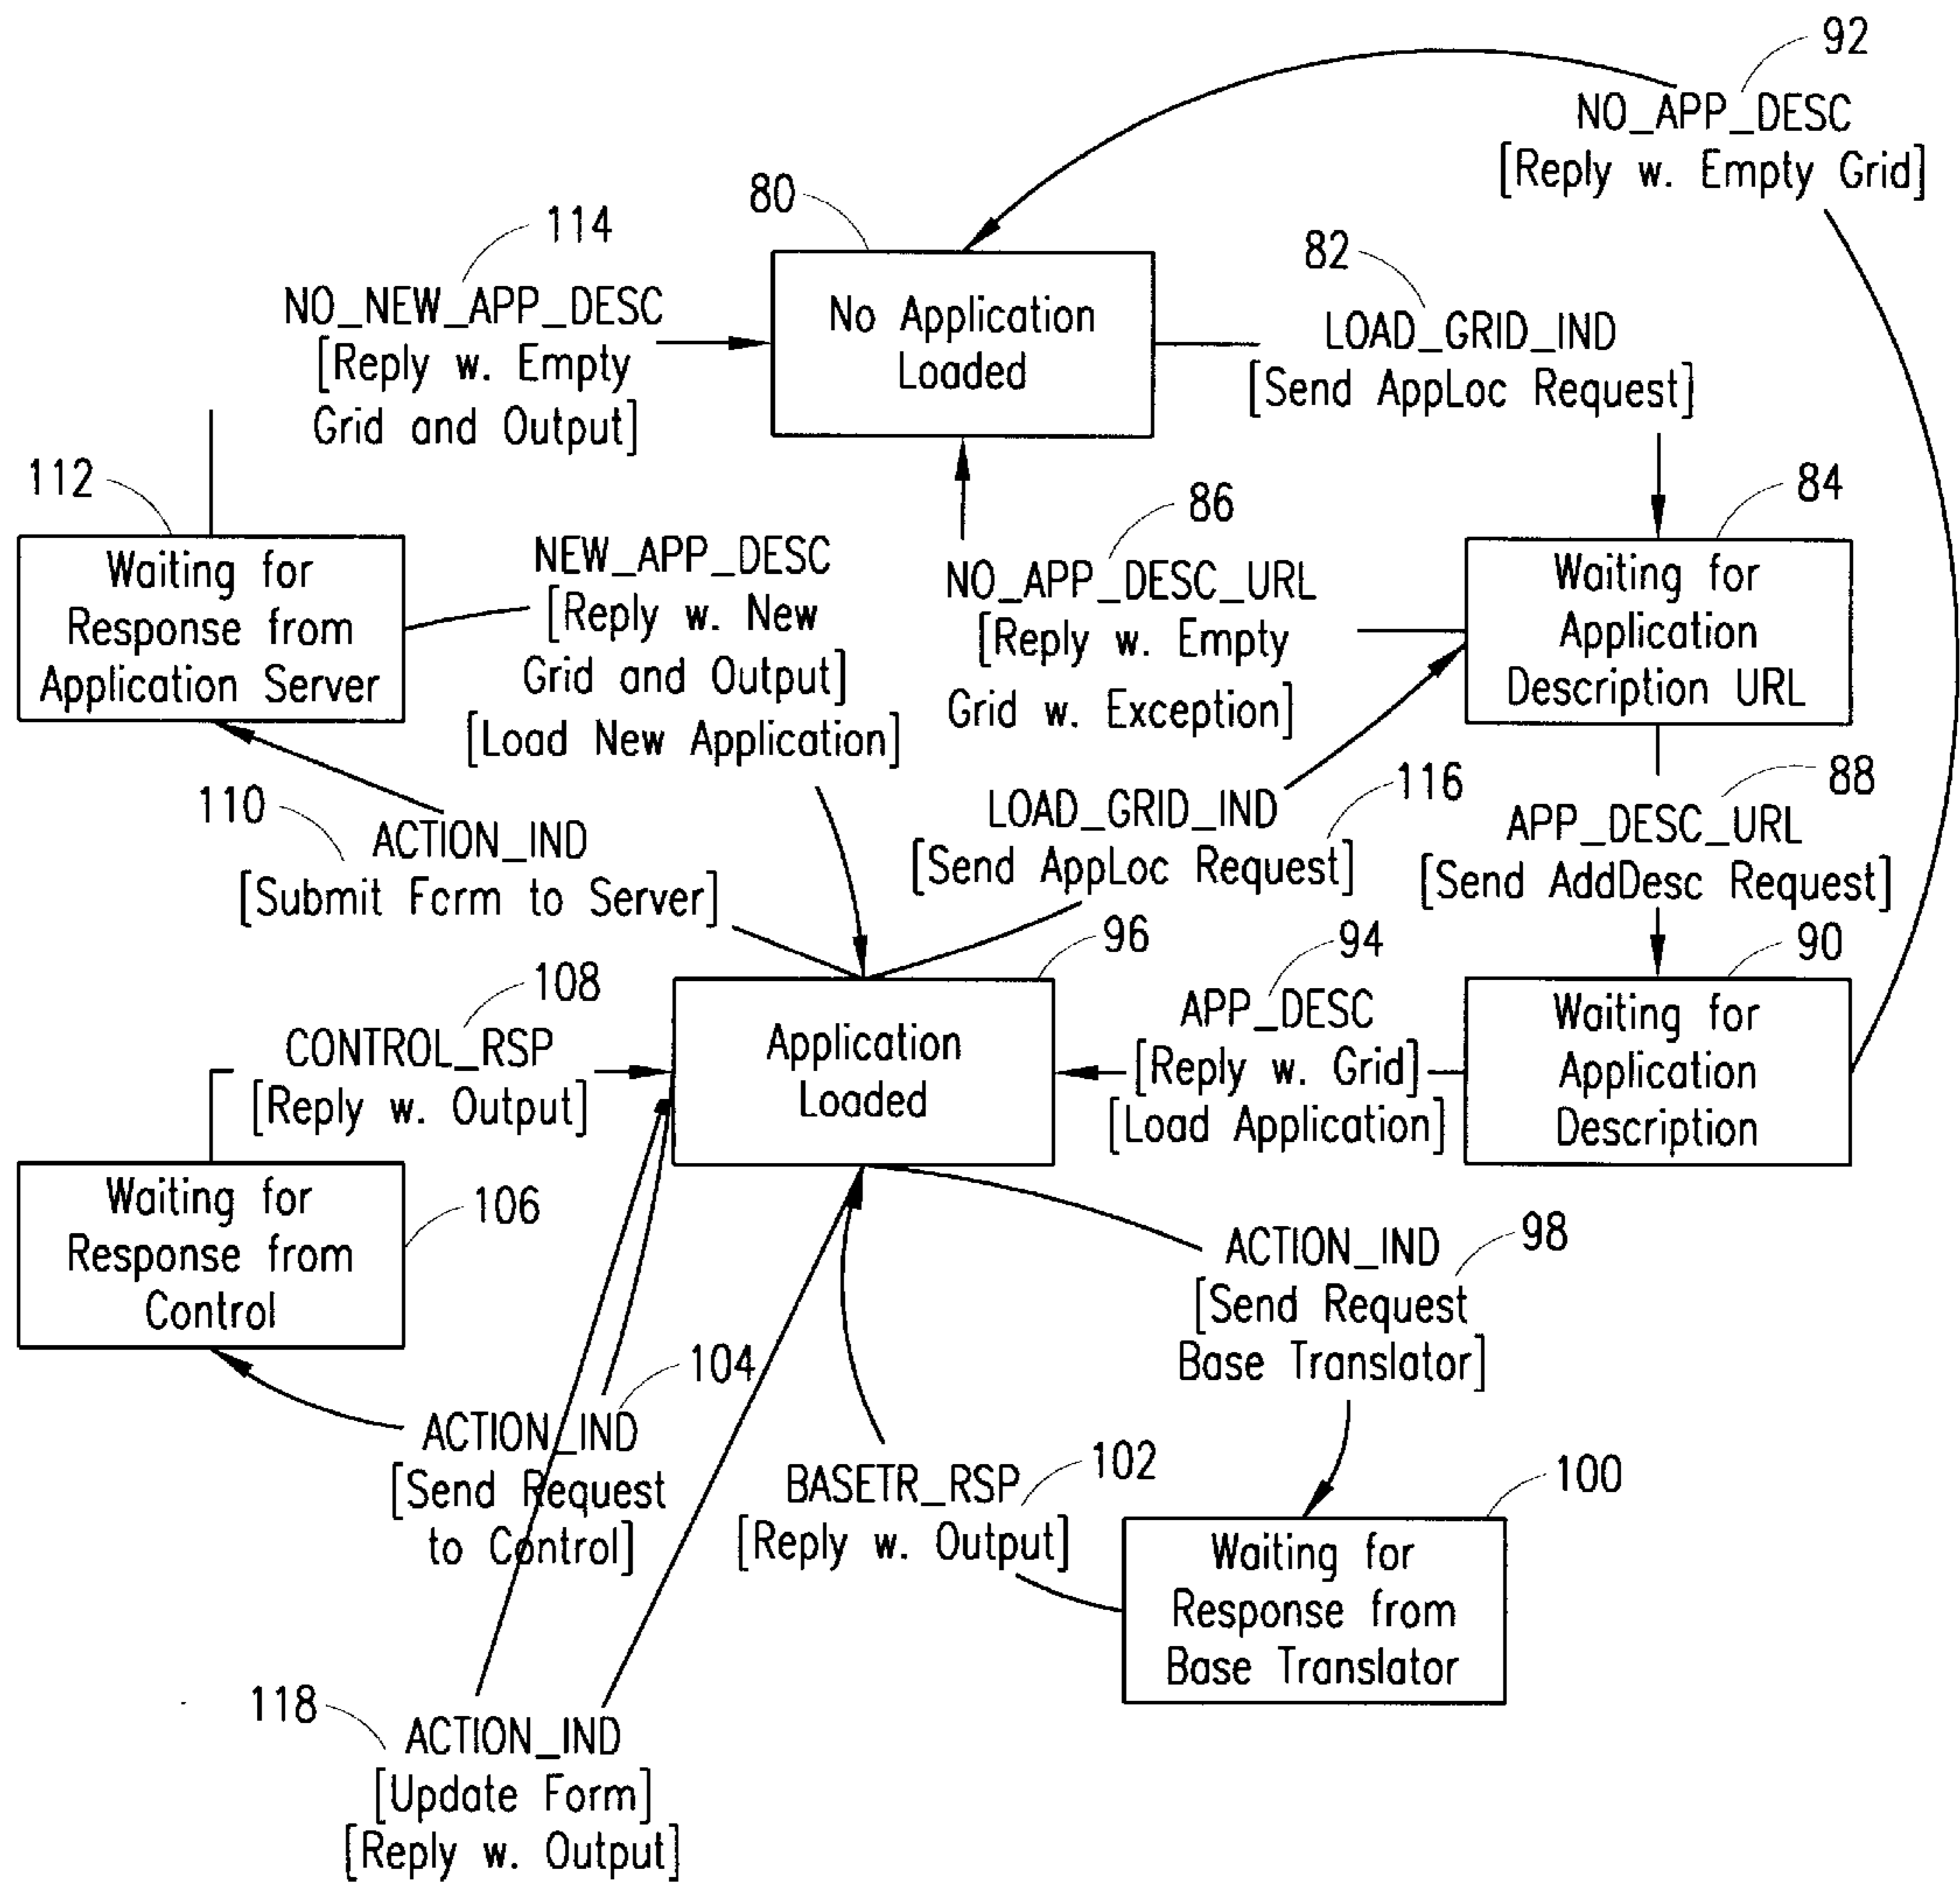 92
NO_APP_DESC
[Reply w. Empty Grid]
80
114
NO_NEW_APP_DESC
[Reply w. Empty
Grid and Output]
No Application
Loaded
82
LOAD_GRID_IND
[Send AppLoc Request]
112
Waiting for
Response from
Application Server
NEW_APP_DESC
[Reply w. New
Grid and Output]
[Load New Application]
86
NO_APP_DESC_URL
[Reply w. Empty
Grid w. Exception]
84
Waiting for
Application
Description URL
110
ACTION_IND
[Submit Form to Server]
LOAD_GRID_IND
116
[Send AppLoc Request]
88
APP_DESC_URL
[Send AddDesc Request]
108
CONTROL_RSP
[Reply w. Output]
96
Application
Loaded
94
APP_DESC
[Reply w. Grid]
[Load Application]
90
Waiting for
Application
Description
Waiting for
Response from
Control
106
98
ACTION_IND
[Send Request
Base Translator]
104
ACTION_IND
[Send Request
to Control]
BASETR_RSP
102
[Reply w. Output]
100
Waiting for
Response from
Base Translator
118
ACTION_IND
[Update Form]
[Reply w. Output]